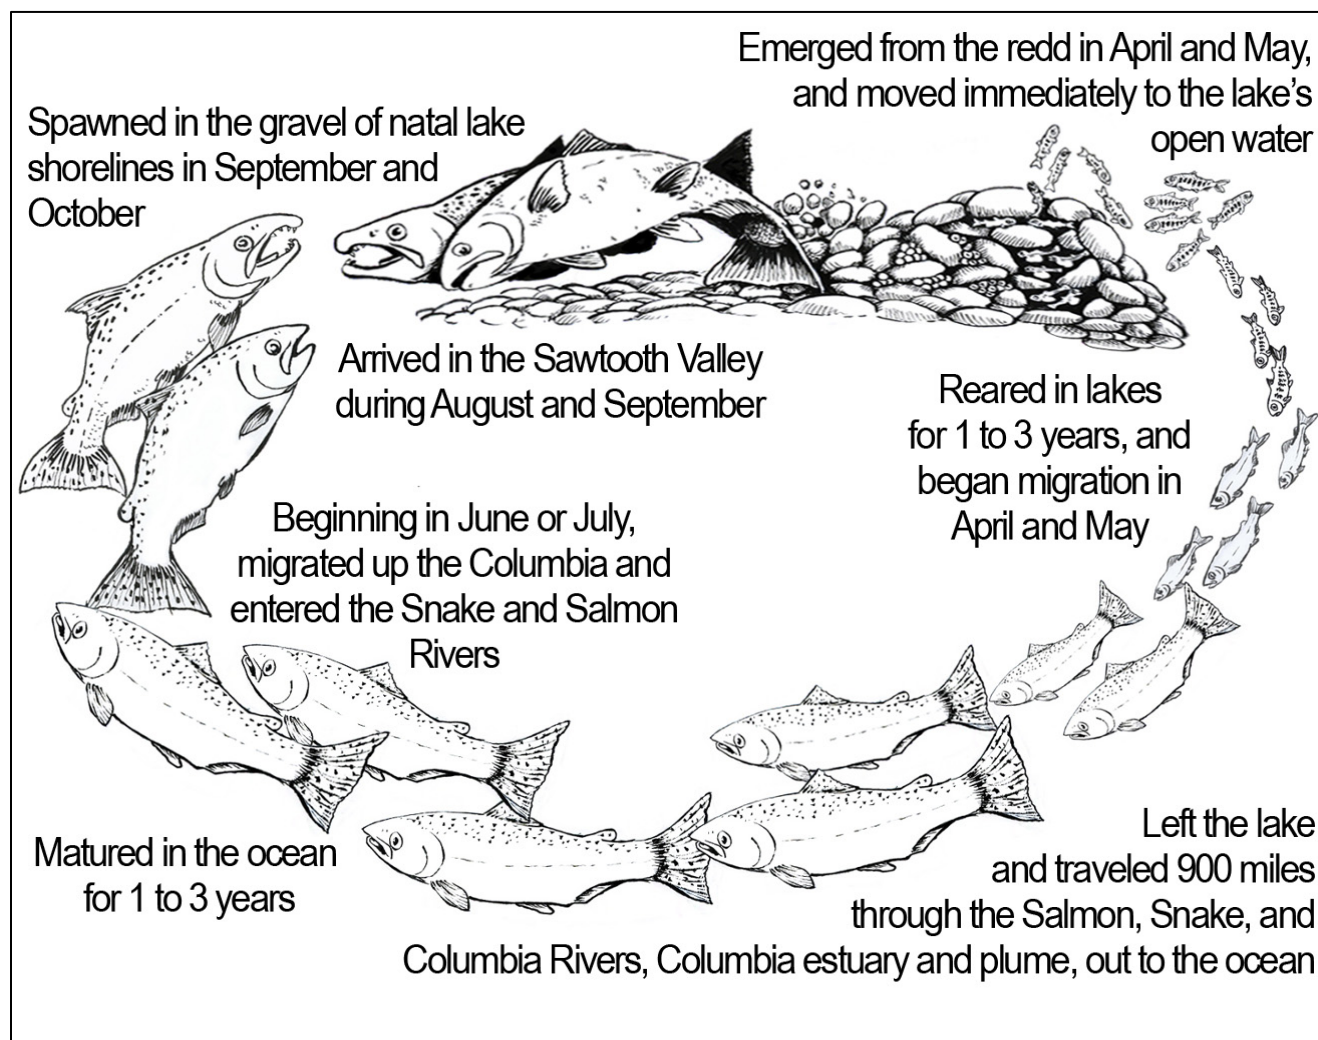 Emerged from the redd in April and May,
and moved immediately to the lake’s
open water
Spawned in the gravel of natal lake
shorelines in September and
October
Arrived in the Sawtooth Valley
during August and September
Reared in lakes
for 1 to 3 years, and
began migration in
April and May
Beginning in June or July,
migrated up the Columbia and
entered the Snake and Salmon
Rivers
Matured in the ocean
for 1 to 3 years
Left the lake
and traveled 900 miles
through the Salmon, Snake, and
Columbia Rivers, Columbia estuary and plume, out to the ocean